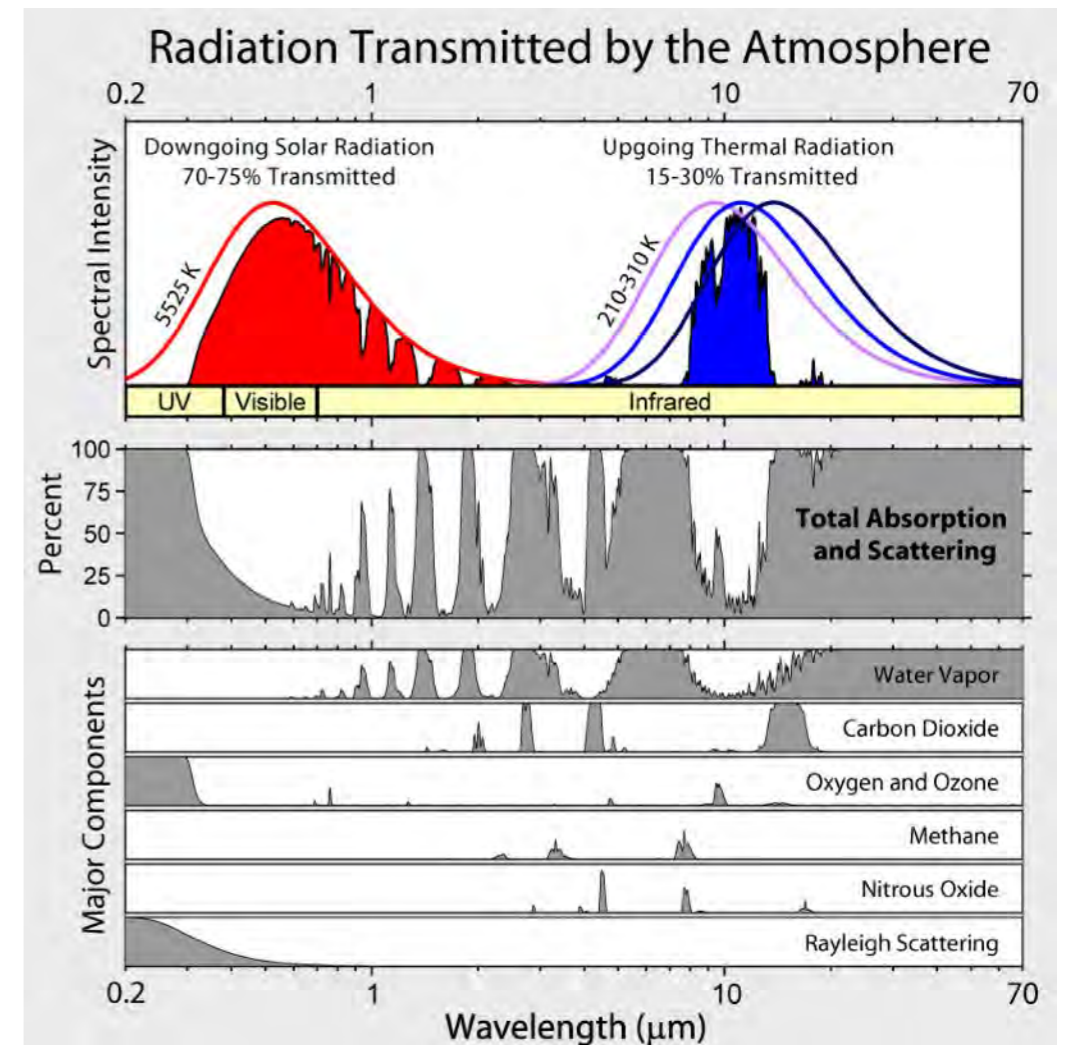 Radiation Transmitted by the Atmosphere
0.2 1 10 70
Spectral Intensity
Downgoing Solar Radiation
70-75% Transmitted
Upgoing Thermal Radiation
15-30% Transmitted
5525 K
210-310 K
UV Visible Infrared
Percent
100
75
50
25
0
Total Absorption
and Scattering
Major Components
Water Vapor
Carbon Dioxide
Oxygen and Ozone
Methane
Nitrous Oxide
Rayleigh Scattering
0.2 1 10 70
Wavelength (μm)